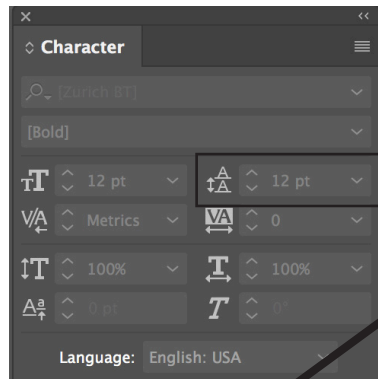 Character
[Zurich BT]
[Bold]
12 pt 12 pt
Metrics 0
100% 100%
0 pt 0°
Language: English: USA